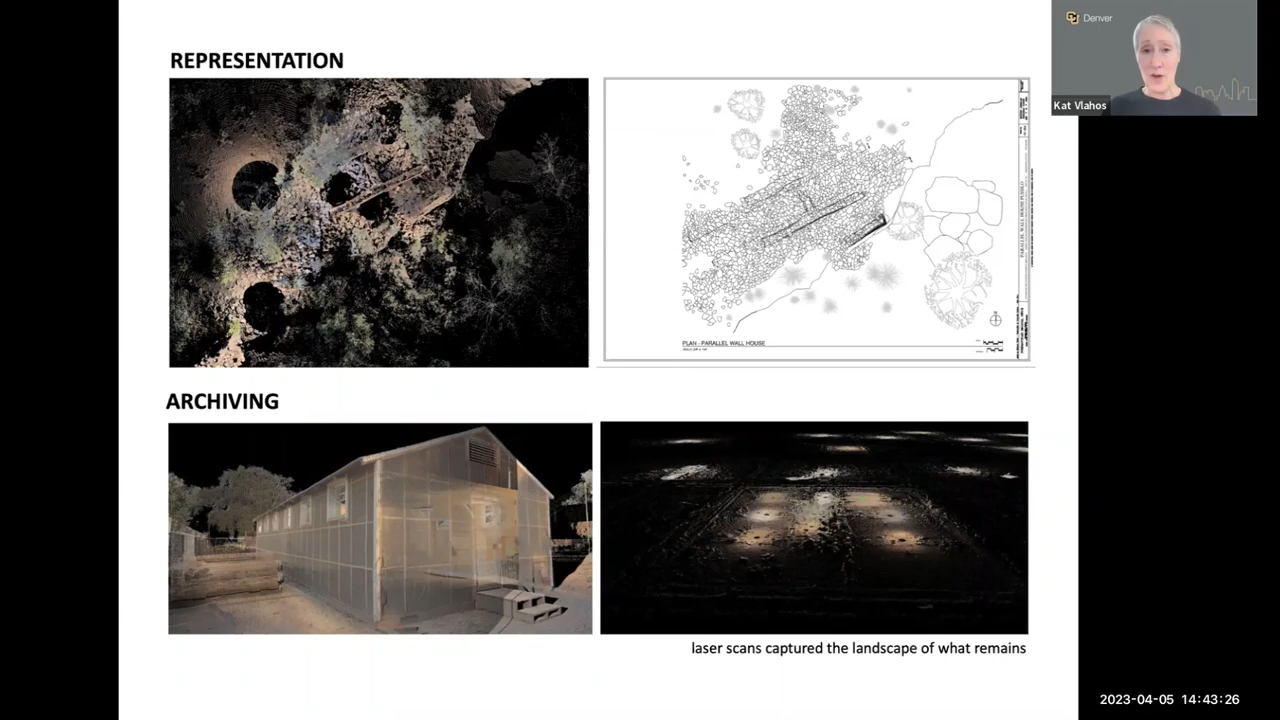 REPRESENTATION
Denver
Kat Vlahos
PLAN - PARALLEL WALL HOUSE
ARCHIVING
laser scans captured the landscape of what remains
2023-04-05 14:43:26